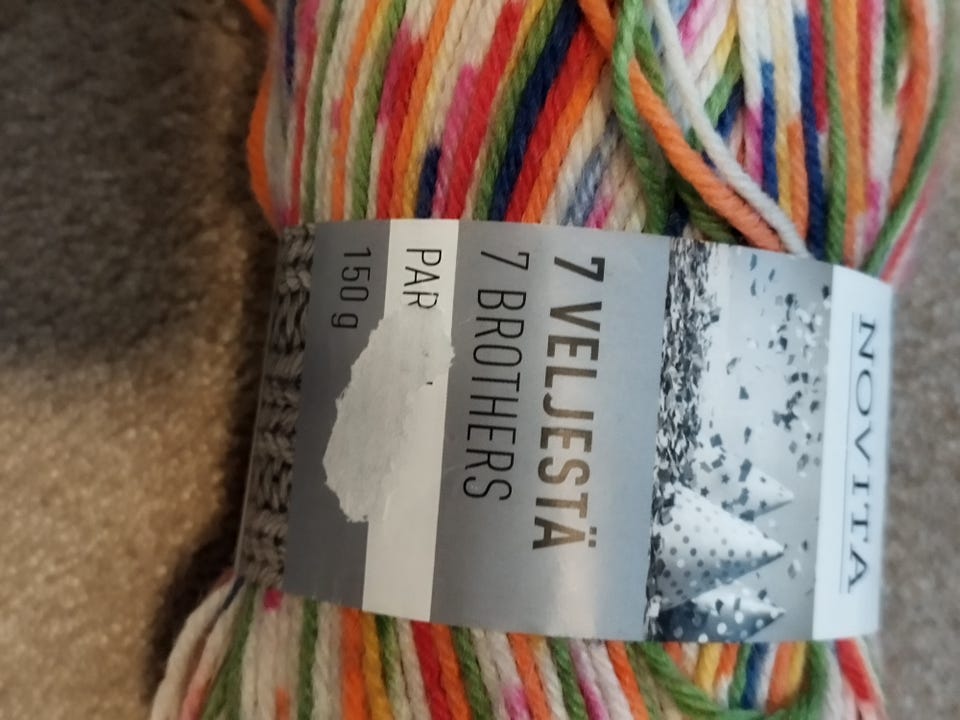 NOVITA
7 VELJESTÄ
7 BROTHERS
PAR
150 g